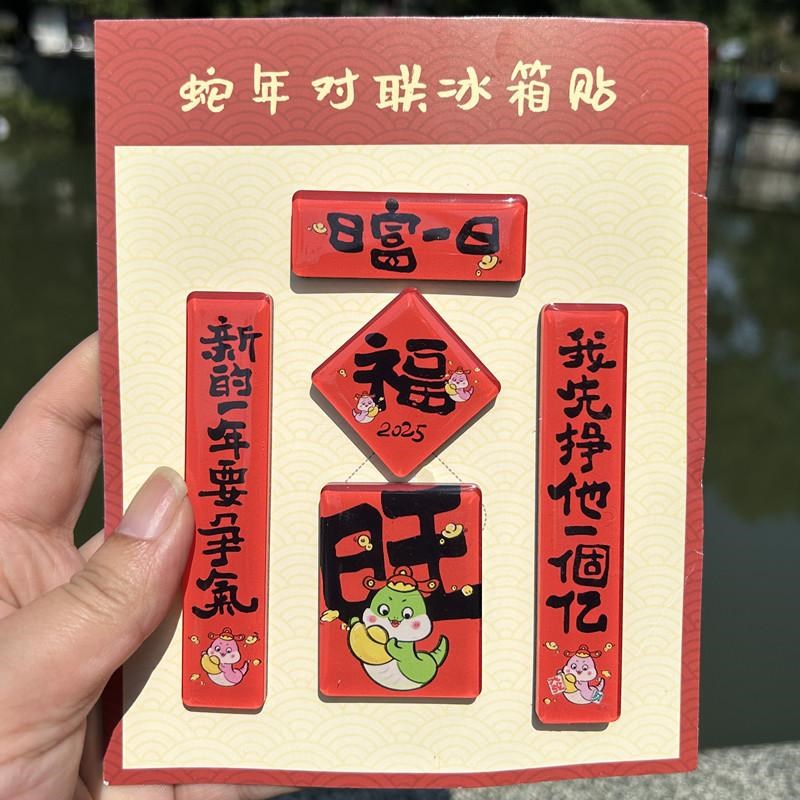 蛇年对联冰箱贴
日富一日
新的一年要争氣
福
2025
我先挣他一個亿
旺